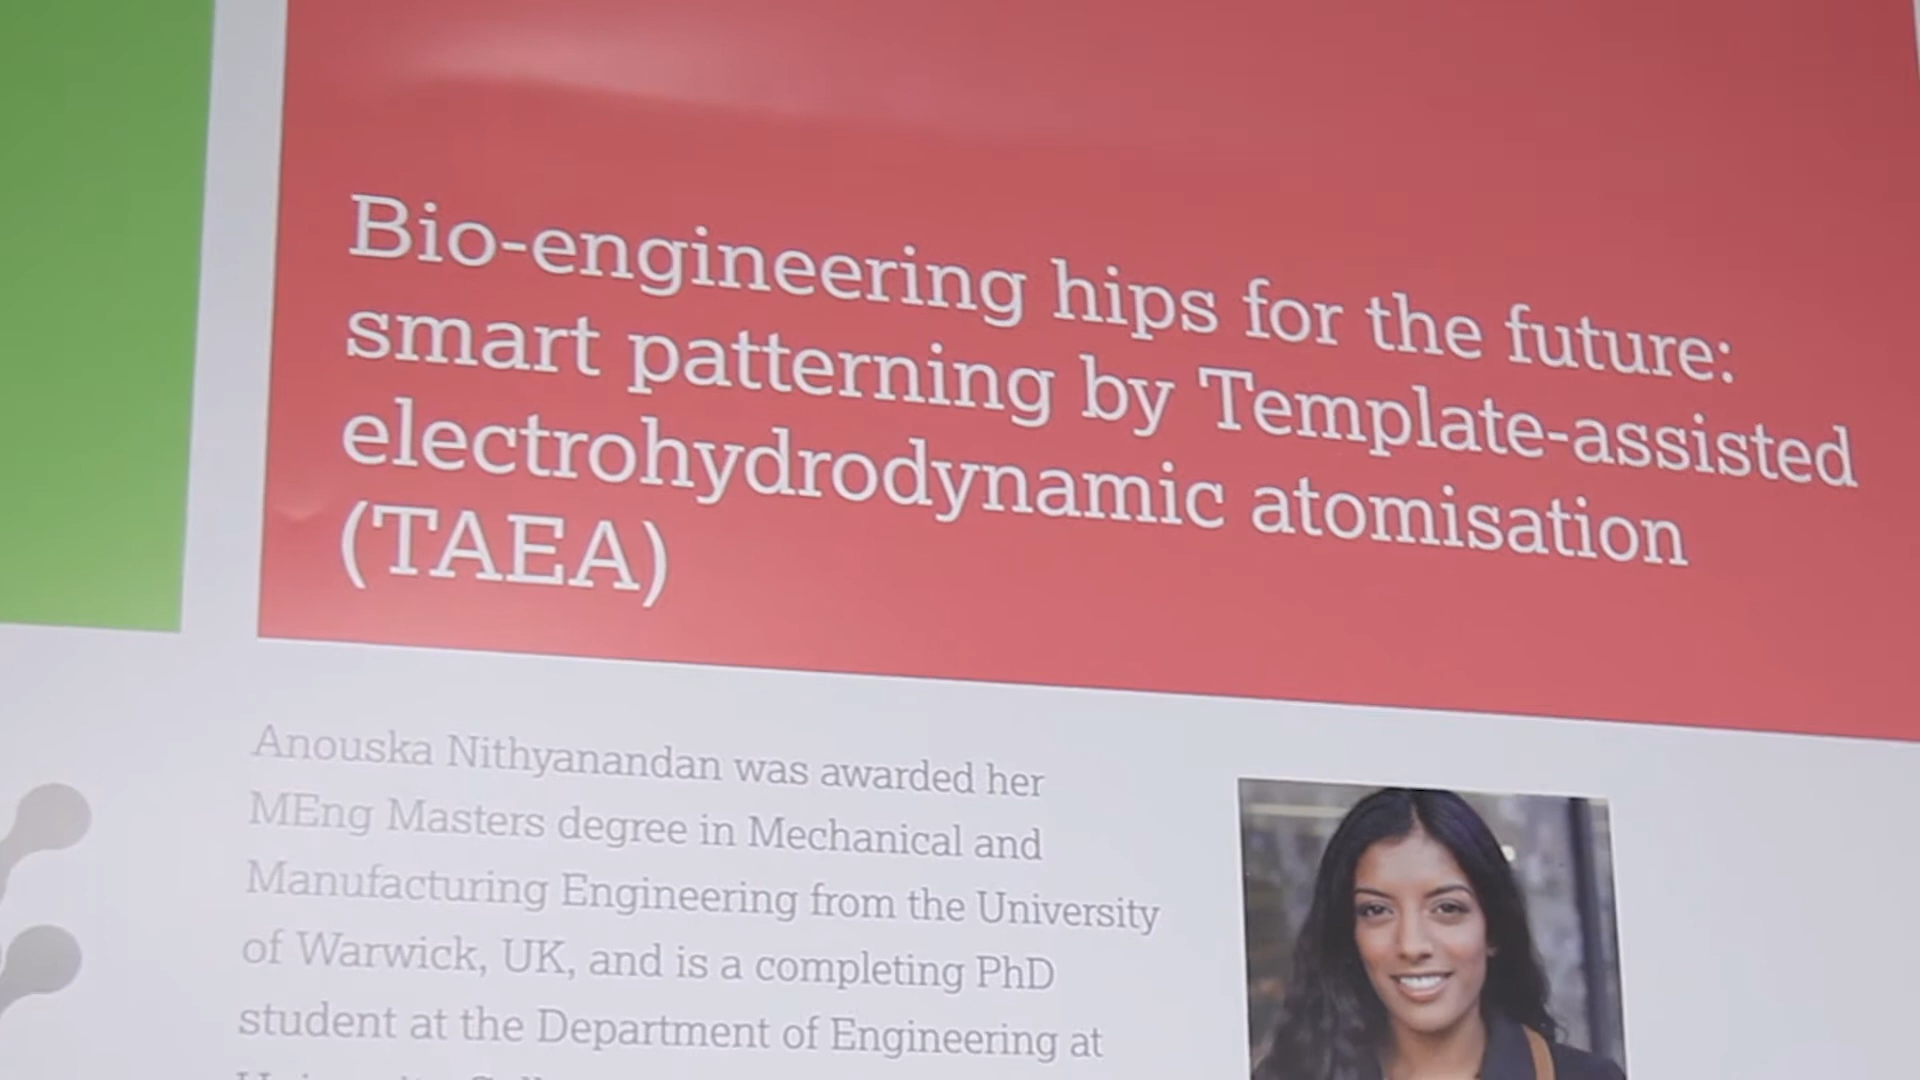 Bio-engineering hips for the future:
smart patterning by Template-assisted
electrohydrodynamic atomisation
(TAEA)
Anouska Nithyanandan was awarded her
MEng Masters degree in Mechanical and
Manufacturing Engineering from the University
of Warwick, UK, and is a completing PhD
student at the Department of Engineering at